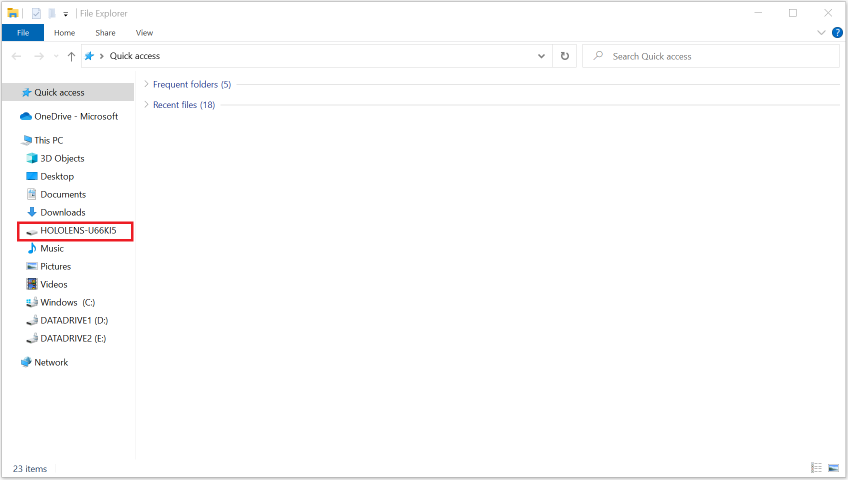 File Explorer
File Home Share View
Quick access
Search Quick access
Quick access
OneDrive - Microsoft
This PC
3D Objects
Desktop
Documents
Downloads
HOLOLENS-U66KI5
Music
Pictures
Videos
Windows (C:)
DATADRIVE1 (D:)
DATADRIVE2 (E:)
Network
Frequent folders (5)
Recent files (18)
23 items